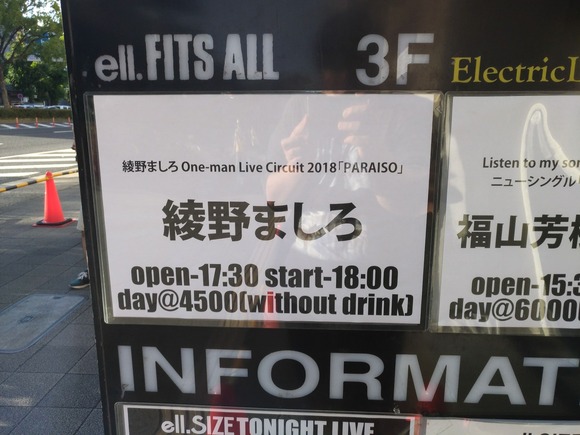 ell.FITS ALL 3F
綾野ましろ One-man Live Circuit 2018「PARAISO」
綾野ましろ
open-17:30 start-18:00
day@4500(without drink)
Listen to my
ニューシングル
福山芳
open-15:3
day@6000
INFORMAT
ell.SIZE TONIGHT LIVE